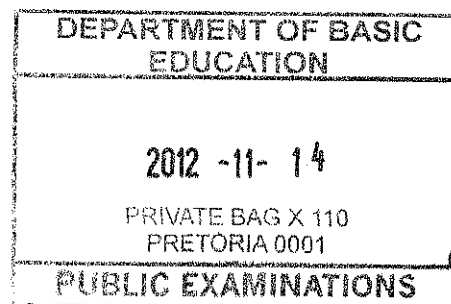 DEPARTMENT OF BASIC
EDUCATION
2012 -11- 14
PRIVATE BAG X 110
PRETORIA 0001
PUBLIC EXAMINATIONS